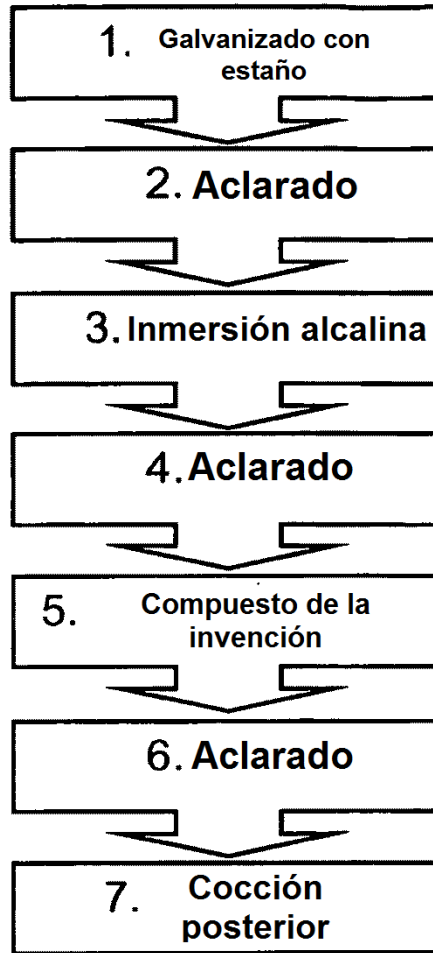 1. Galvanizado con
estaño
2. Aclarado
3. Inmersión alcalina
4. Aclarado
5. Compuesto de la
invención
6. Aclarado
7. Cocción
posterior